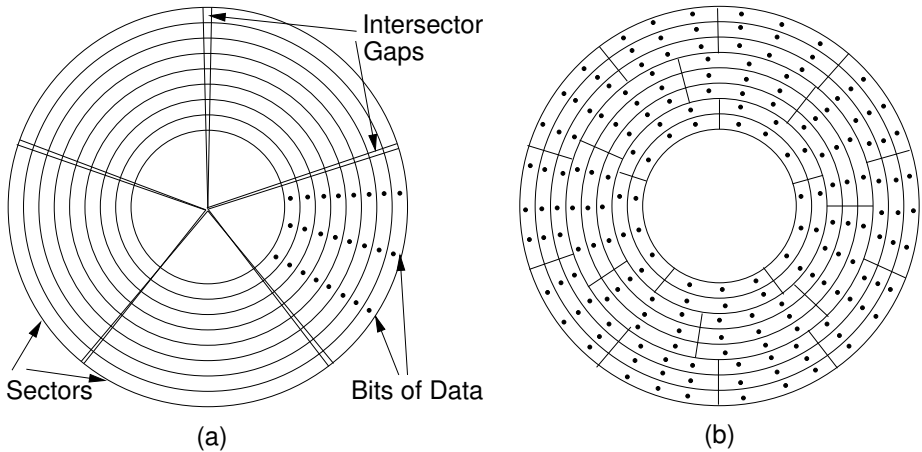 Intersector
Gaps
Sectors
Bits of Data
(a)
(b)